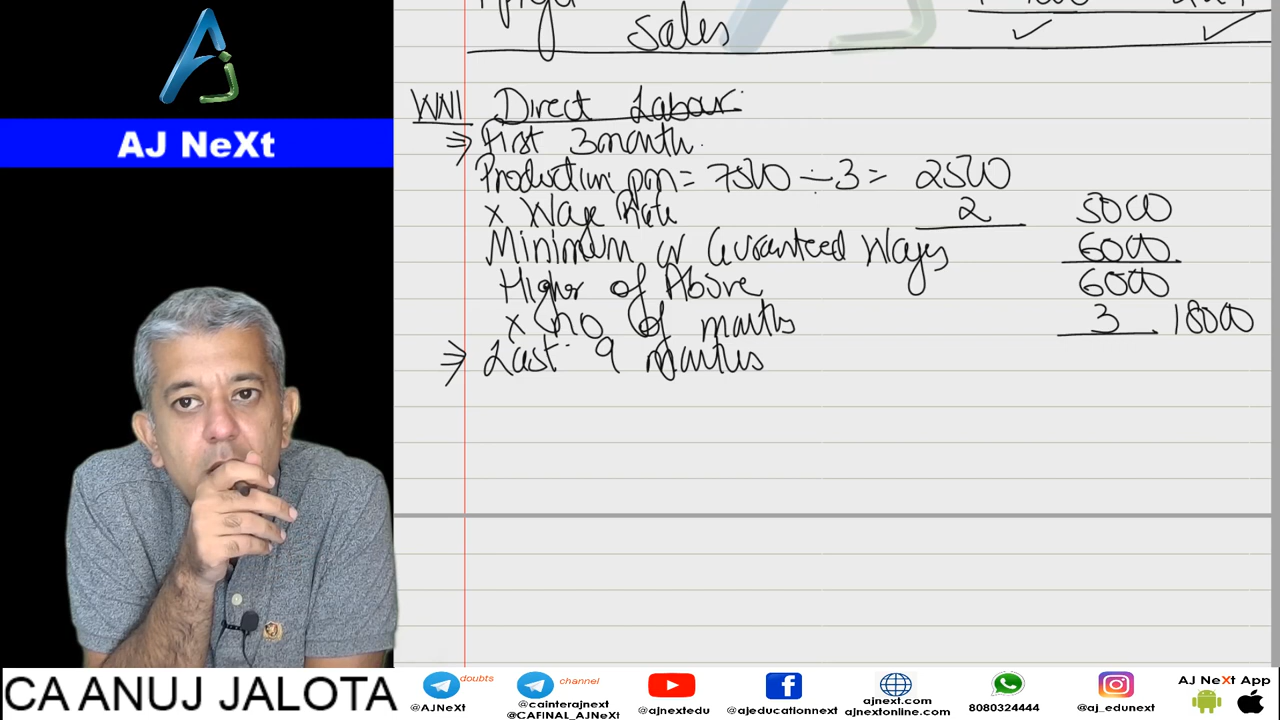 AJ NeXt
Sales
WN1 Direct Labour:
⇒ First 3 month.
Production pm = 7500 ÷ 3 = 2500
x Wage Rate 2 5000
Minimum or Guranteed Wages 6000
Higher of Above 6000
x no of months 3 18000
⇒ Last 9 months
CA ANUJ JALOTA
doubts
@AJNeXt
channel
@cainterajnext
@CAFINAL_AJNeXt
@ajnextedu
@ajeducationnext
ajnext.com
ajnextonline.com
8080324444
@aj_edunext
AJ NeXt App